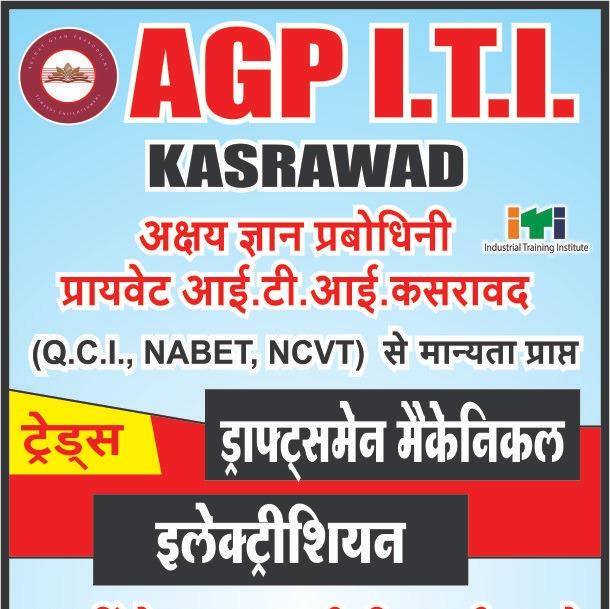 AGP I.T.I.
KASRAWAD
अक्षय ज्ञान प्रबोधिनी
iTi
Industrial Training Institute
प्रायवेट आई.टी.आई.कसरावद
(Q.C.I., NABET, NCVT) से मान्यता प्राप्त
ट्रेड्स
ड्राफ्ट्समेन मैकेनिकल
इलेक्ट्रीशियन